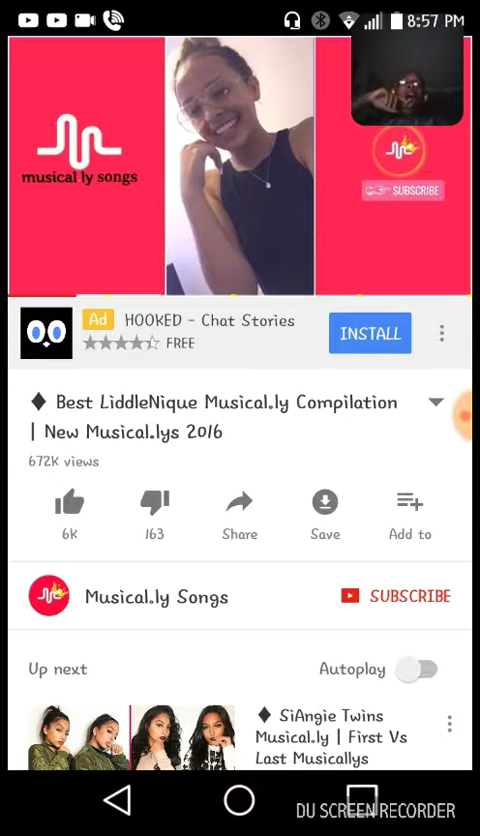 8:57 PM
musical.ly songs
SUBSCRIBE
Ad HOOKED - Chat Stories
FREE
INSTALL
♦ Best LiddleNique Musical.ly Compilation
| New Musical.lys 2016
672K views
6K
163
Share
Save
Add to
Musical.ly Songs
SUBSCRIBE
Up next
Autoplay
♦ SiAngie Twins
Musical.ly | First Vs
Last Musicallys
DU SCREEN RECORDER